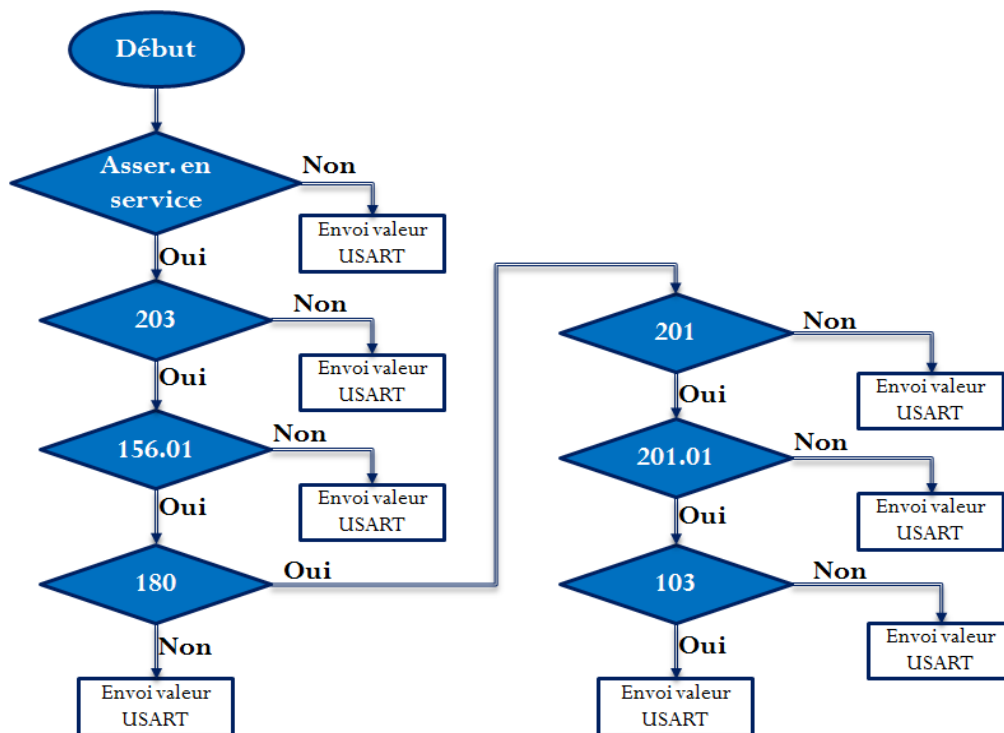 Début
Asser. en
service
Non
Envoi valeur
USART
Oui
203
Non
Envoi valeur
USART
Oui
156.01
Non
Envoi valeur
USART
Oui
180
Oui
Non
Envoi valeur
USART
201
Non
Envoi valeur
USART
Oui
201.01
Non
Envoi valeur
USART
Oui
103
Non
Envoi valeur
USART
Oui
Envoi valeur
USART